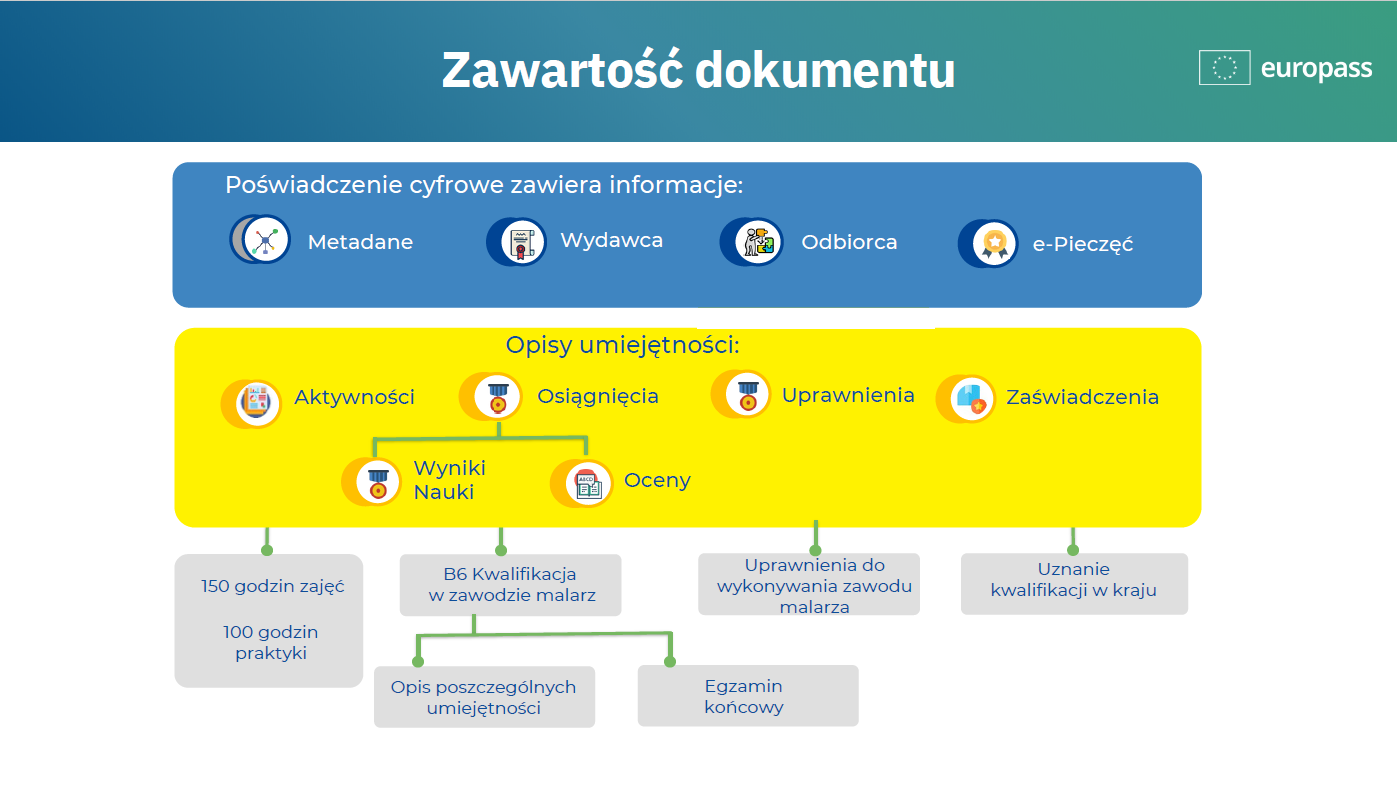 Zawartość dokumentu
europass
Poświadczenie cyfrowe zawiera informacje:
Metadane
Wydawca
Odbiorca
e-Pieczęć
Opisy umiejętności:
Aktywności
Osiągnięcia
Uprawnienia
Zaświadczenia
Wyniki
Nauki
ABCD
Oceny
150 godzin zajęć
100 godzin
praktyki
B6 Kwalifikacja
w zawodzie malarz
Uprawnienia do
wykonywania zawodu
malarza
Uznanie
kwalifikacji w kraju
Opis poszczególnych
umiejętności
Egzamin
końcowy